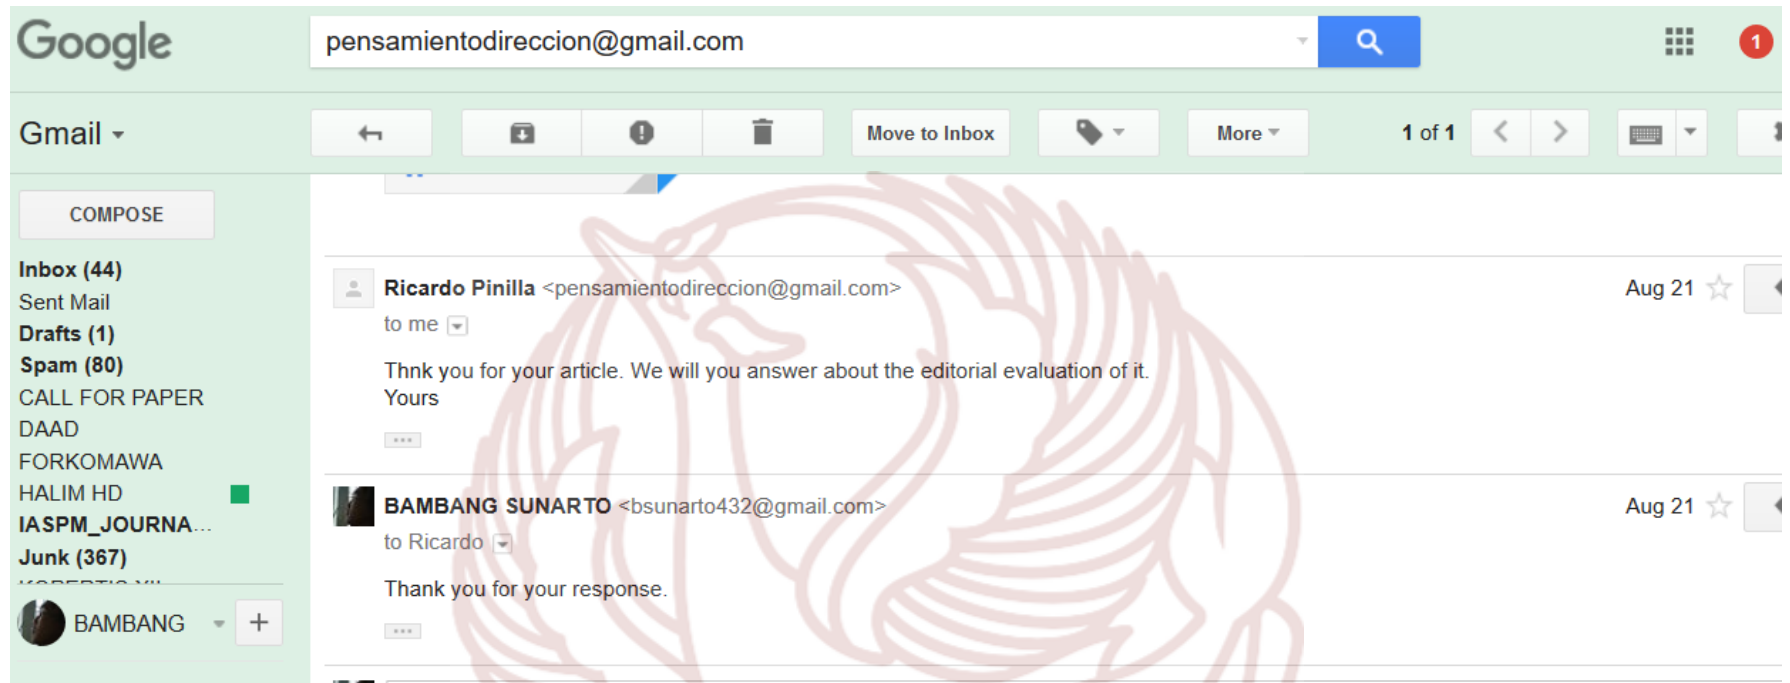 Google
pensamientodireccion@gmail.com
1
Gmail
Move to Inbox
More
1 of 1
COMPOSE
Inbox (44)
Sent Mail
Drafts (1)
Spam (80)
CALL FOR PAPER
DAAD
FORKOMAWA
HALIM HD
IASPM_JOURNA...
Junk (367)
BAMBANG
Ricardo Pinilla <pensamientodireccion@gmail.com>
Aug 21
to me
Thnk you for your article. We will you answer about the editorial evaluation of it.
Yours
BAMBANG SUNARTO <bsunarto432@gmail.com>
Aug 21
to Ricardo
Thank you for your response.